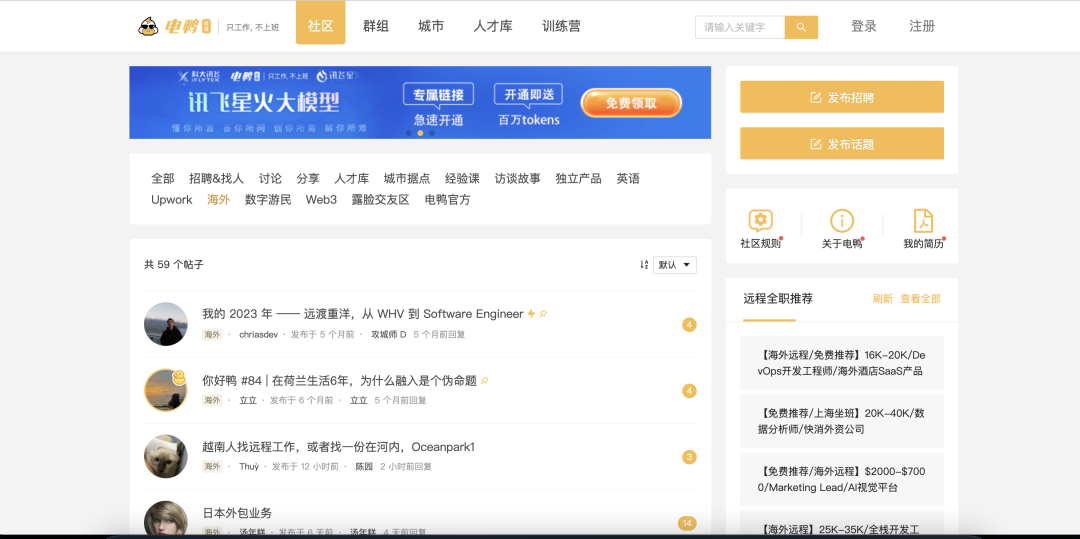 电鸭社区
只工作, 不上班
社区
群组
城市
人才库
训练营
请输入关键字
登录
注册
科大讯飞 iFLYTEK 电鸭社区 只工作, 不上班 讯飞星火
讯飞星火大模型
懂你所言 答你所问 创你所需 解你所难
专属链接
急速开通
开通即送
百万tokens
免费领取
发布招聘
发布话题
全部 招聘&找人 讨论 分享 人才库 城市据点 经验课 访谈故事 独立产品 英语
Upwork 海外 数字游民 Web3 露脸交友区 电鸭官方
社区规则
关于电鸭
我的简历
共 59 个帖子
默认
我的 2023 年 —— 远渡重洋，从 WHV 到 Software Engineer
海外 · chriasdev · 发布于 5 个月前 · 攻城师 D 5 个月前回复
4
你好鸭 #84 | 在荷兰生活6年，为什么融入是个伪命题
海外 · 立立 · 发布于 6 个月前 · 立立 5 个月前回复
4
越南人找远程工作，或者找一份在河内，Oceanpark1
海外 · Thuỳ · 发布于 12 小时前 · 陈园 2 小时前回复
3
日本外包业务
海外 · 汤年糕 · 发布于 6 天前 · 汤年糕 4 天前回复
14
远程全职推荐
刷新 查看全部
【海外远程/免费推荐】16K-20K/De
vOps开发工程师/海外酒店SaaS产品
【免费推荐/上海坐班】20K-40K/数
据分析师/快消外资公司
【免费推荐/海外远程】$2000-$700
0/Marketing Lead/AI视觉平台
【海外远程】25K-35K/全栈开发工